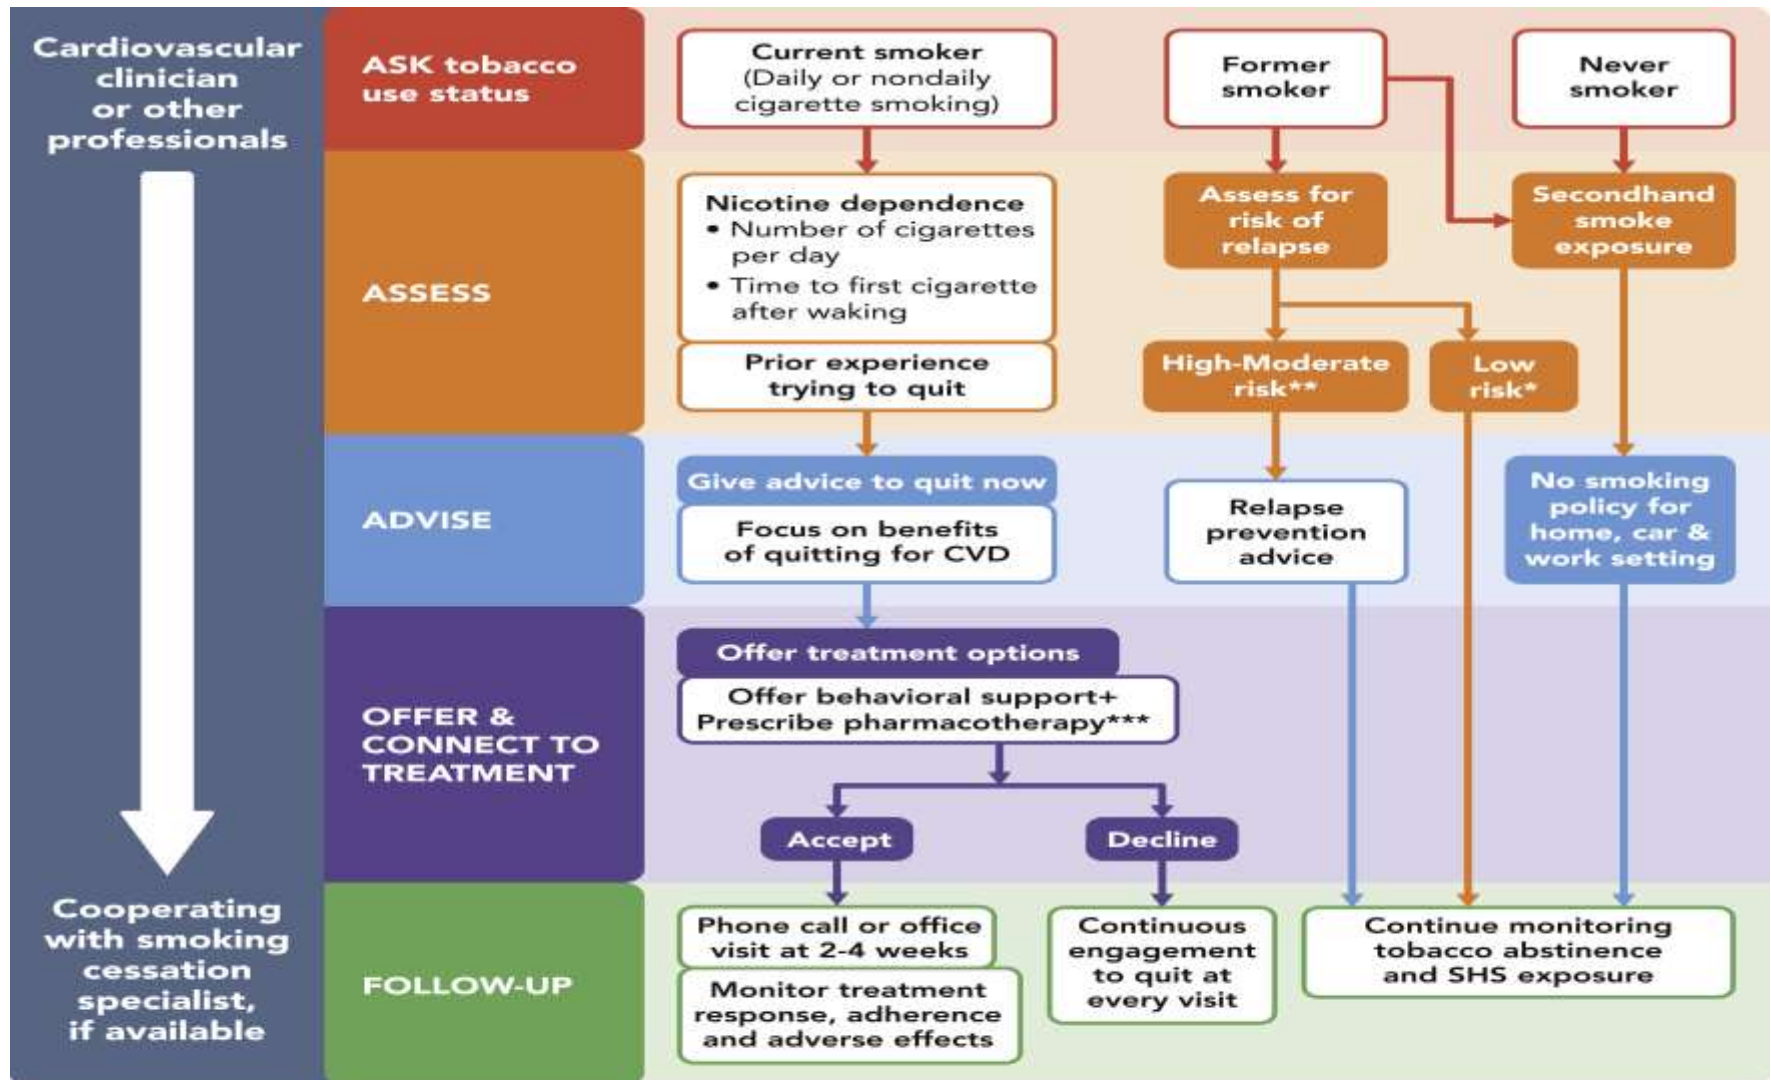 Cardiovascular
clinician
or other
professionals
Cooperating
with smoking
cessation
specialist,
if available
ASK tobacco
use status
Current smoker
(Daily or nondaily
cigarette smoking)
Former
smoker
Never
smoker
ASSESS
Nicotine dependence
• Number of cigarettes
per day
• Time to first cigarette
after waking
Prior experience
trying to quit
Assess for
risk of
relapse
Secondhand
smoke
exposure
High-Moderate
risk**
Low
risk*
ADVISE
Give advice to quit now
Focus on benefits
of quitting for CVD
Relapse
prevention
advice
No smoking
policy for
home, car &
work setting
OFFER &
CONNECT TO
TREATMENT
Offer treatment options
Offer behavioral support+
Prescribe pharmacotherapy***
Accept
Decline
FOLLOW-UP
Phone call or office
visit at 2-4 weeks
Monitor treatment
response, adherence
and adverse effects
Continuous
engagement
to quit at
every visit
Continue monitoring
tobacco abstinence
and SHS exposure